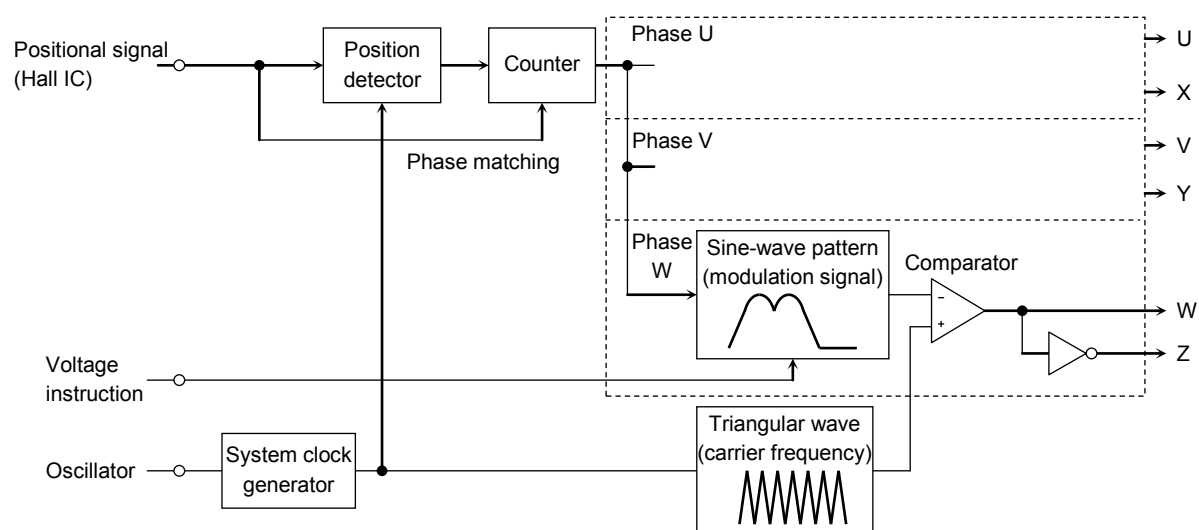 Positional signal
(Hall IC)
Position
detector
Counter
Phase matching
Phase U
U
X
Phase V
V
Y
Phase
W
Sine-wave pattern
(modulation signal)
Comparator
-
+
W
Z
Voltage
instruction
Oscillator
System clock
generator
Triangular wave
(carrier frequency)